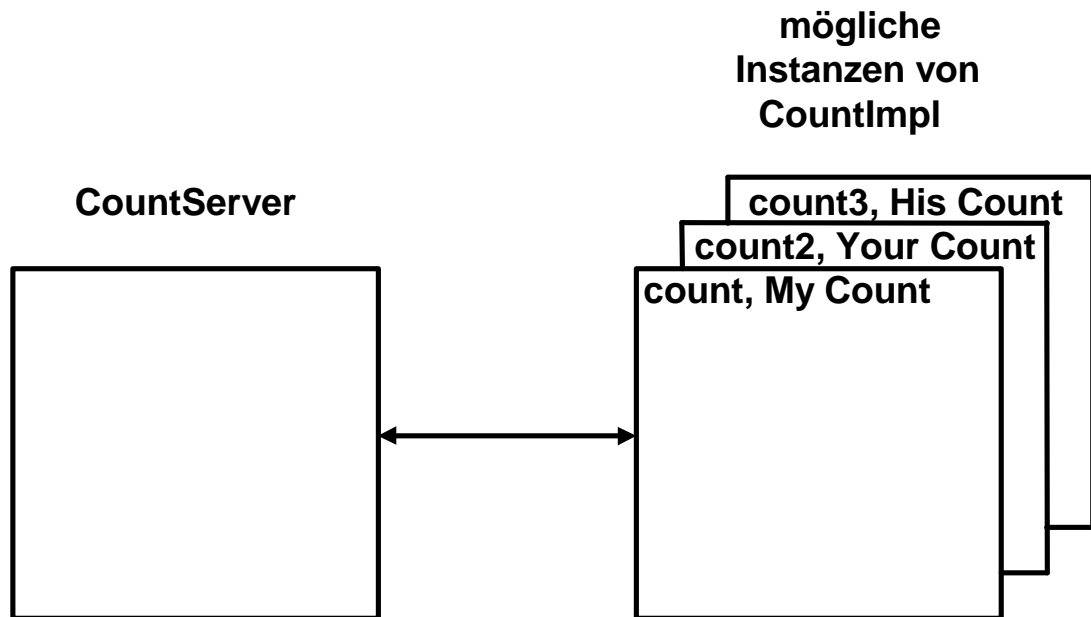 mögliche
Instanzen von
CountImpl
CountServer
count3, His Count
count2, Your Count
count, My Count